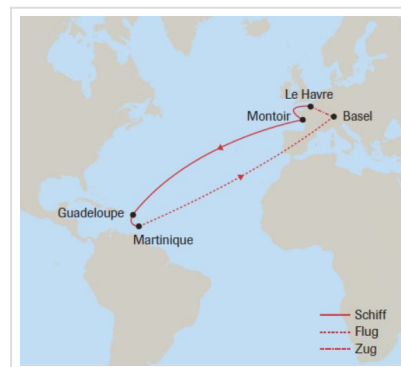 Le Havre
Montoir
Basel
Guadeloupe
Martinique
Schiff
Flug
Zug